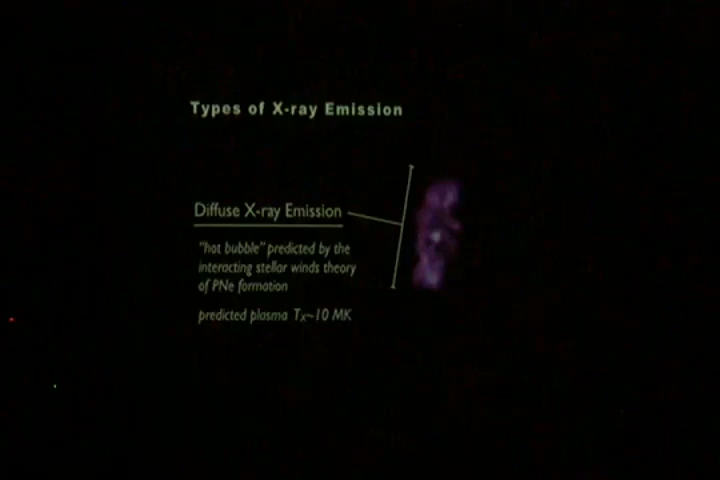 Types of X-ray Emission
Diffuse X-ray Emission
"hot bubble" predicted by the
interacting stellar winds theory
of PNe formation
predicted plasma Tx~10 MK